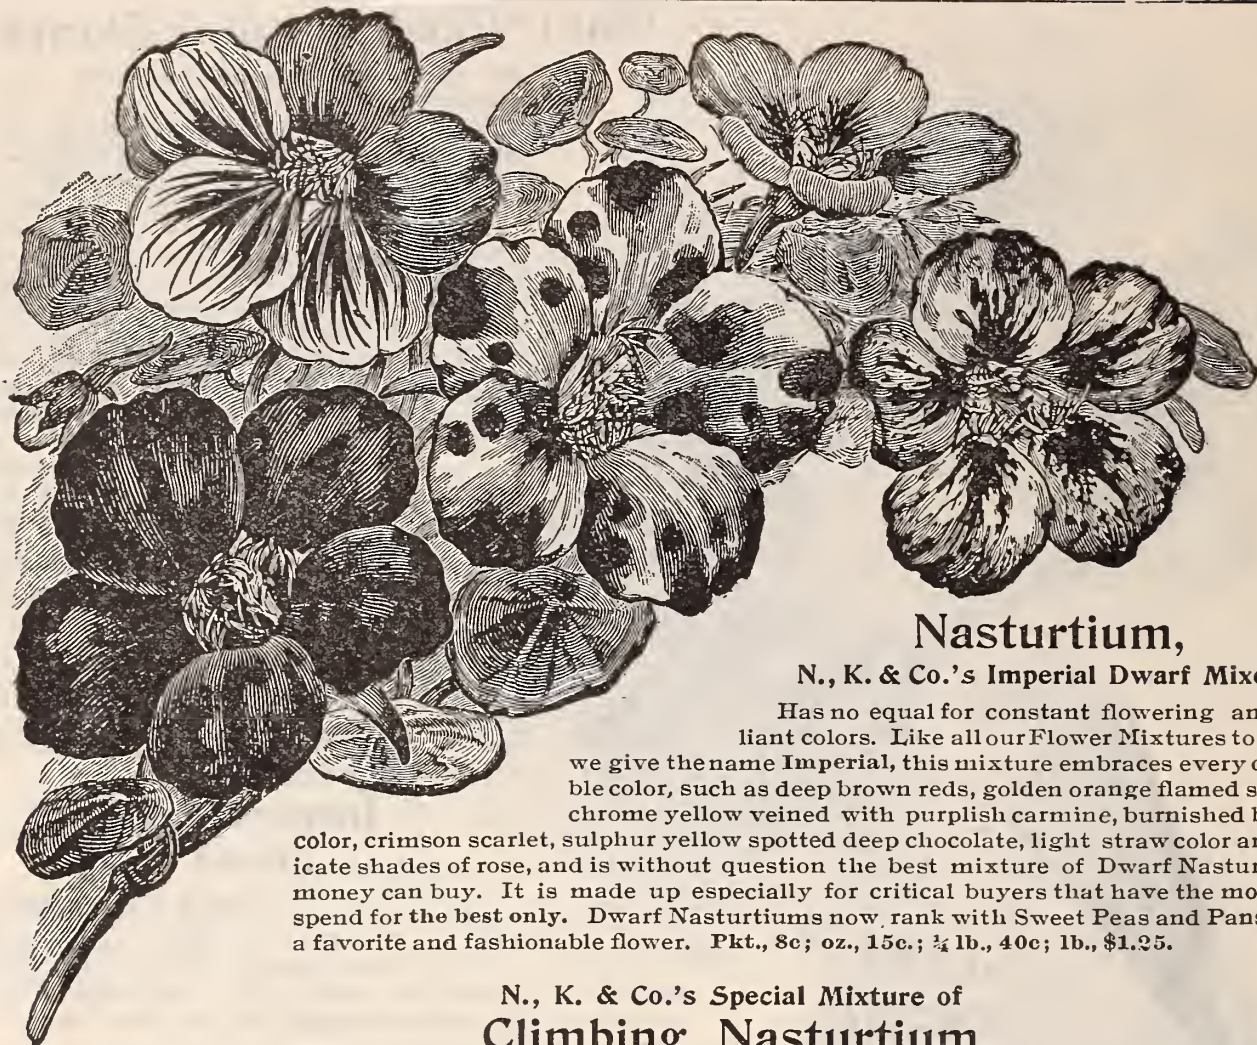 Nasturtium,
N., K. & Co.'s Imperial Dwarf
Has no equal for constant flowering
liant colors. Like all our Flower Mixtures to
we give the name Imperial, this mixture embraces every
ble color, such as deep brown reds, golden orange flamed
chrome yellow veined with purplish carmine, burnished
color, crimson scarlet, sulphur yellow spotted deep chocolate, light straw color
icate shades of rose, and is without question the best mixture of Dwarf
money can buy. It is made up especially for critical buyers that have the
spend for the best only. Dwarf Nasturtiums now rank with Sweet Peas and
a favorite and fashionable flower. Pkt., 8c; oz., 15c.; ¼ lb., 40c; lb., $1.25.
N., K. & Co.'s Special Mixture of
Climbing Nasturtium